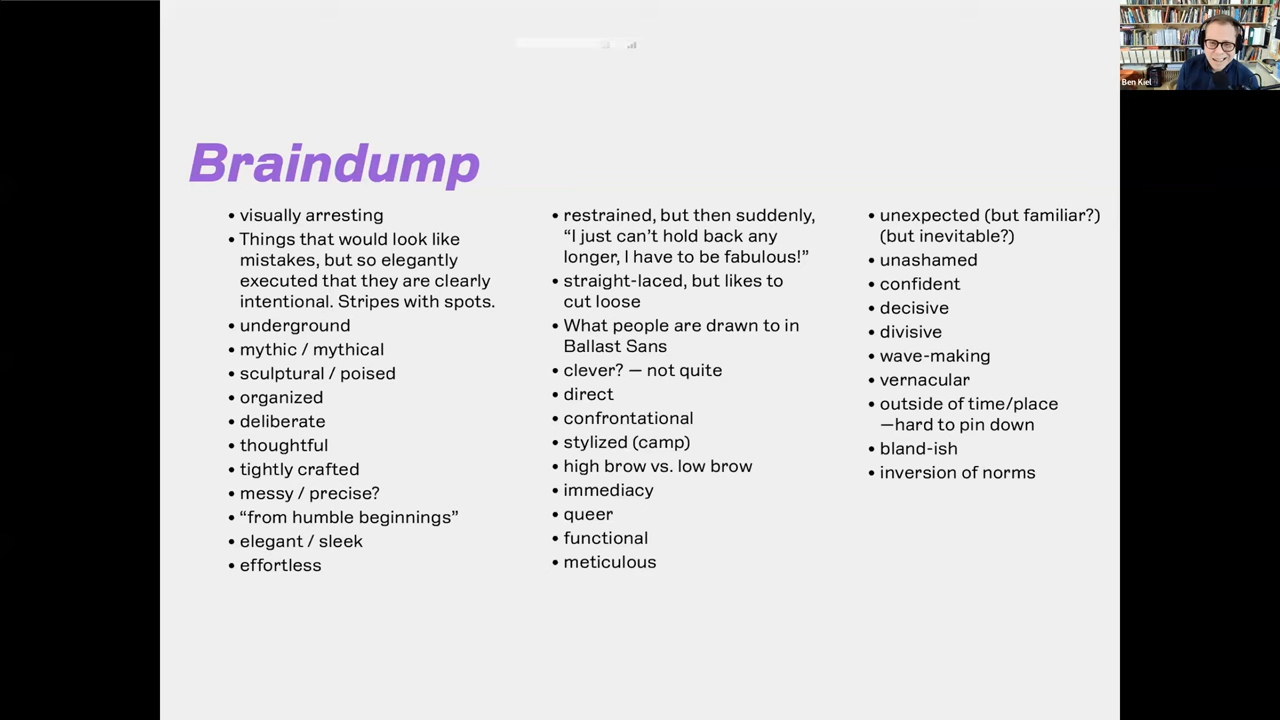 Braindump
• visually arresting
• Things that would look like
mistakes, but so elegantly
executed that they are clearly
intentional. Stripes with spots.
• underground
• mythic / mythical
• sculptural / poised
• organized
• deliberate
• thoughtful
• tightly crafted
• messy / precise?
• “from humble beginnings”
• elegant / sleek
• effortless
• restrained, but then suddenly,
“I just can’t hold back any
longer, I have to be fabulous!”
• straight-laced, but likes to
cut loose
• What people are drawn to in
Ballast Sans
• clever? — not quite
• direct
• confrontational
• stylized (camp)
• high brow vs. low brow
• immediacy
• queer
• functional
• meticulous
• unexpected (but familiar?)
(but inevitable?)
• unashamed
• confident
• decisive
• divisive
• wave-making
• vernacular
• outside of time/place
—hard to pin down
• bland-ish
• inversion of norms
Ben Kiel